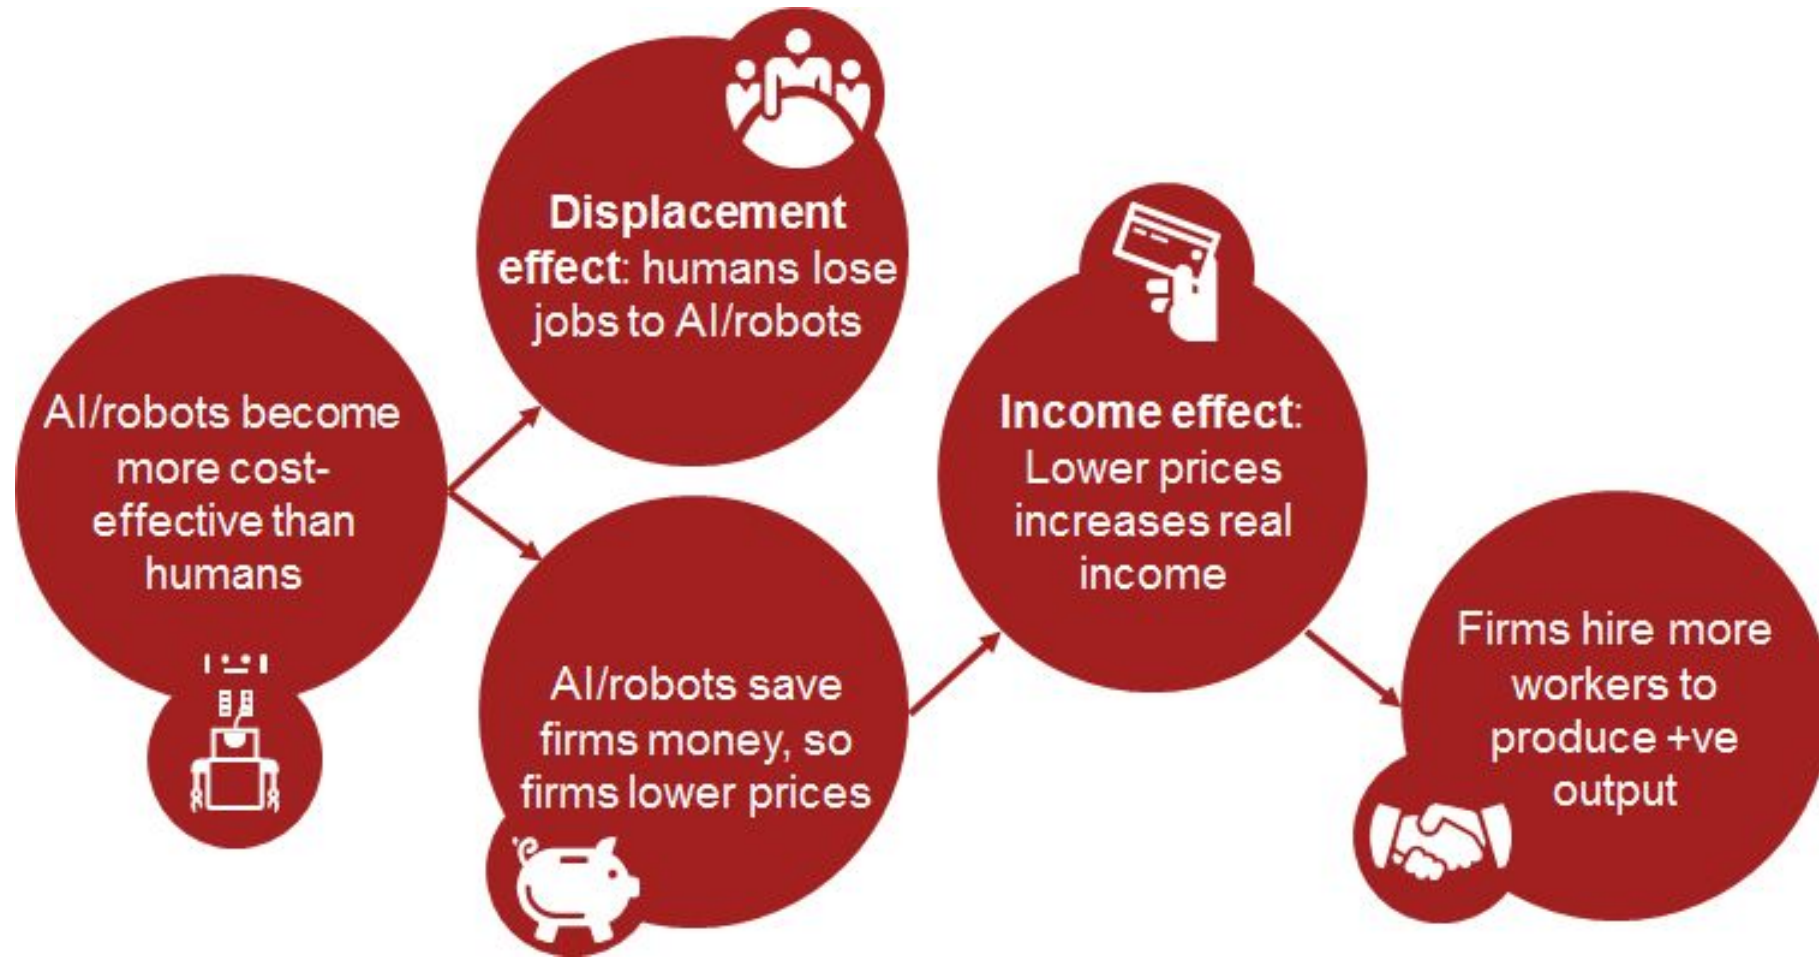 AI/robots become
more cost-
effective than
humans
Displacement
effect: humans lose
jobs to AI/robots
AI/robots save
firms money, so
firms lower prices
Income effect:
Lower prices
increases real
income
Firms hire more
workers to
produce +ve
output